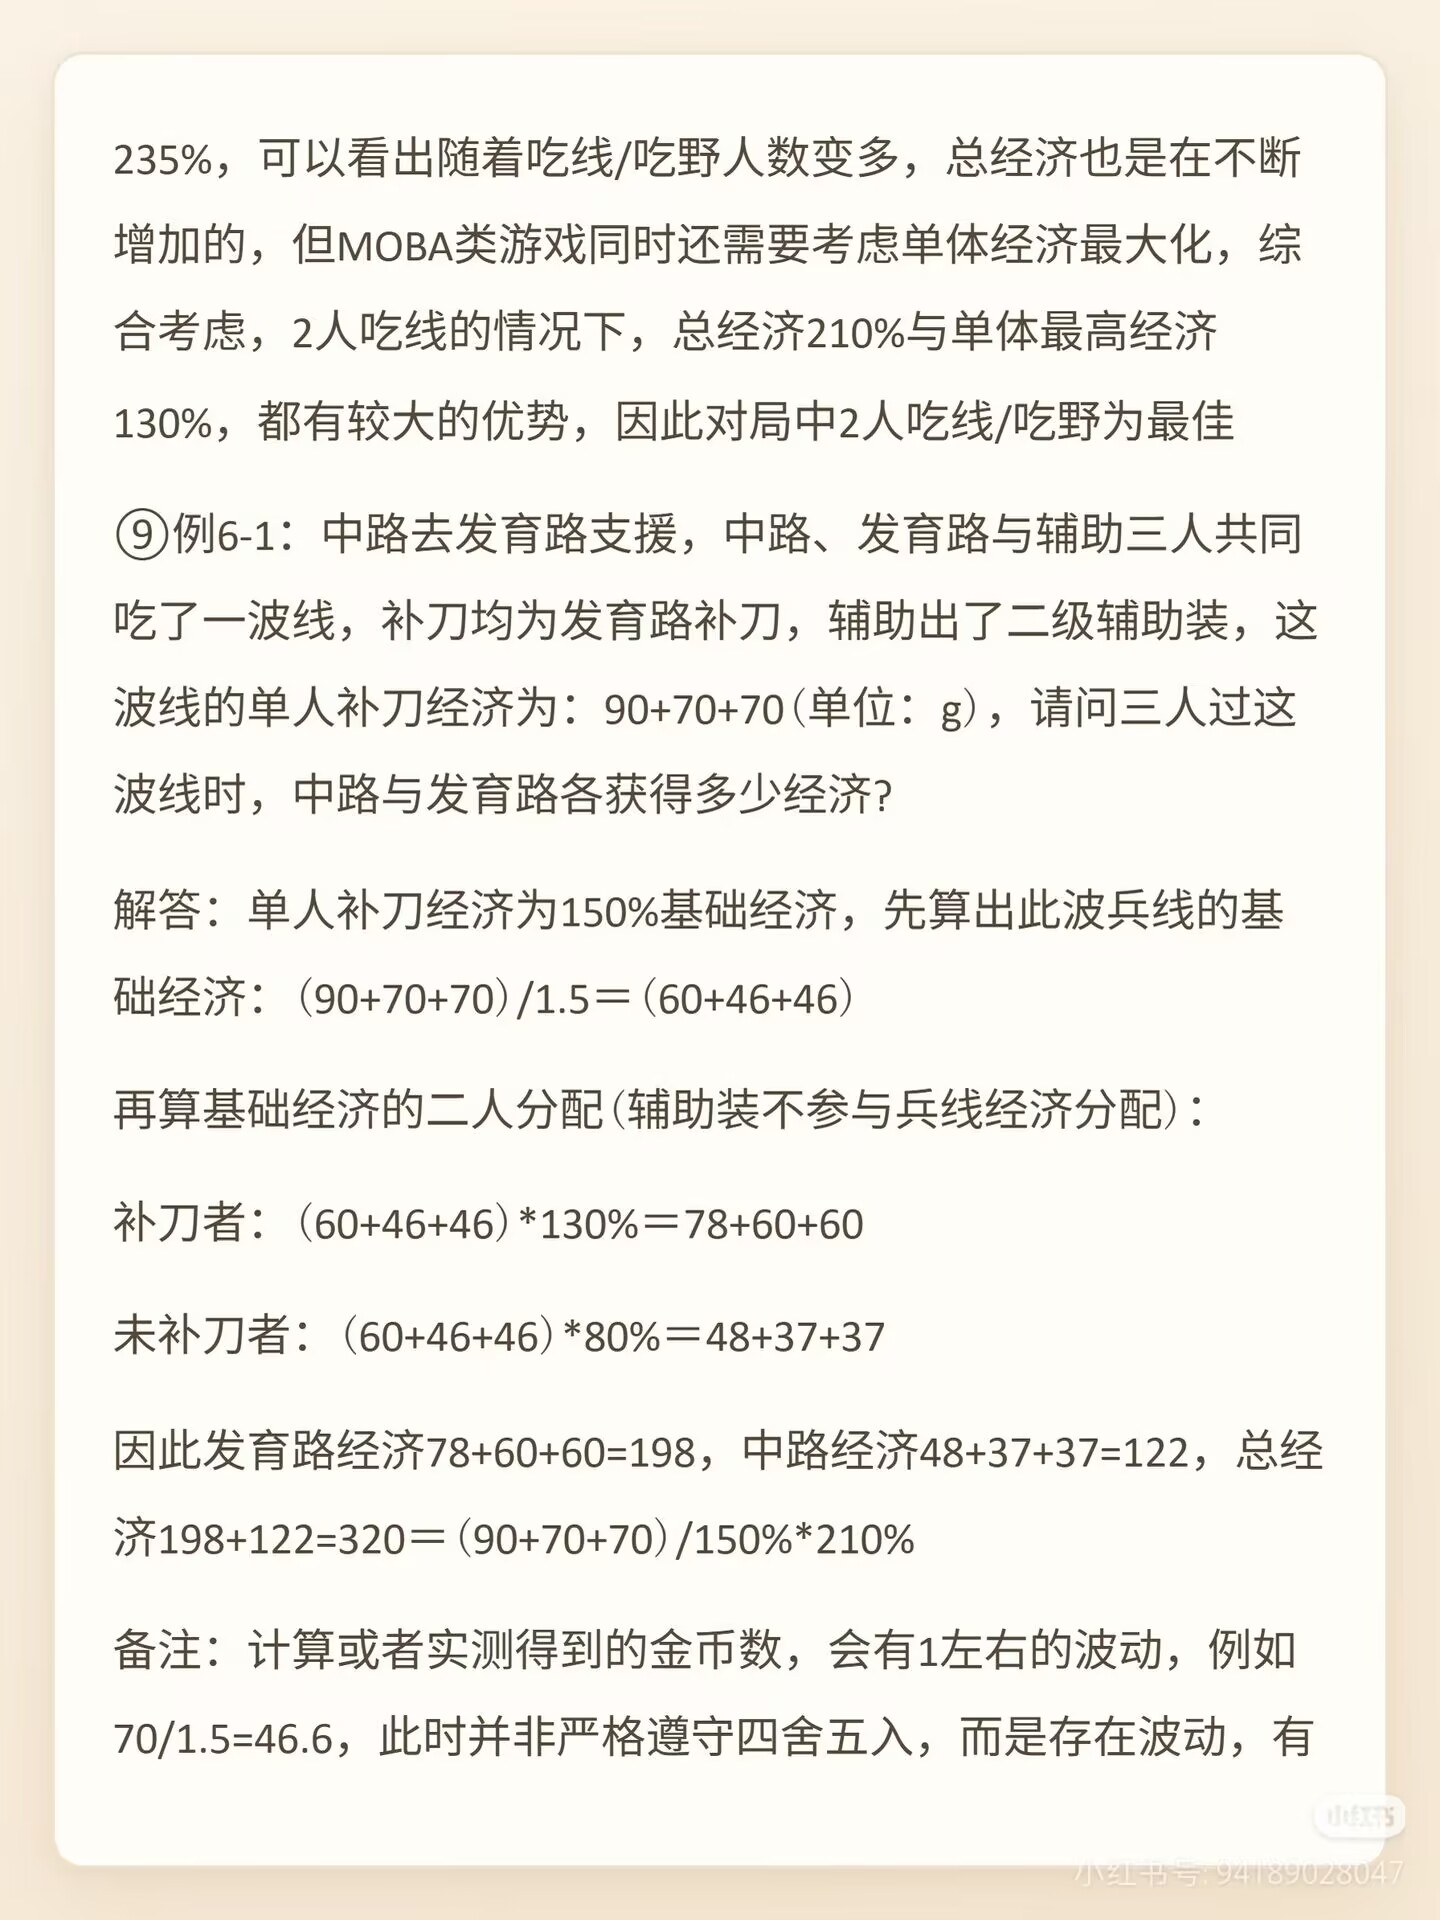 235%，可以看出随着吃线/吃野人数变多，总经济也是在不断
增加的，但MOBA类游戏同时还需要考虑单体经济最大化，综
合考虑，2人吃线的情况下，总经济210%与单体最高经济
130%，都有较大的优势，因此对局中2人吃线/吃野为最佳
⑨例6-1：中路去发育路支援，中路、发育路与辅助三人共同
吃了一波线，补刀均为发育路补刀，辅助出了二级辅助装，这
波线的单人补刀经济为：90+70+70（单位：g），请问三人过这
波线时，中路与发育路各获得多少经济？
解答：单人补刀经济为150%基础经济，先算出此波兵线的基
础经济：（90+70+70）/1.5＝（60+46+46）
再算基础经济的二人分配（辅助装不参与兵线经济分配）：
补刀者：（60+46+46）*130%＝78+60+60
未补刀者：（60+46+46）*80%＝48+37+37
因此发育路经济78+60+60=198，中路经济48+37+37=122，总经
济198+122=320＝（90+70+70）/150%*210%
备注：计算或者实测得到的金币数，会有1左右的波动，例如
70/1.5=46.6，此时并非严格遵守四舍五入，而是存在波动，有
小红书
小红书号: 94189028047